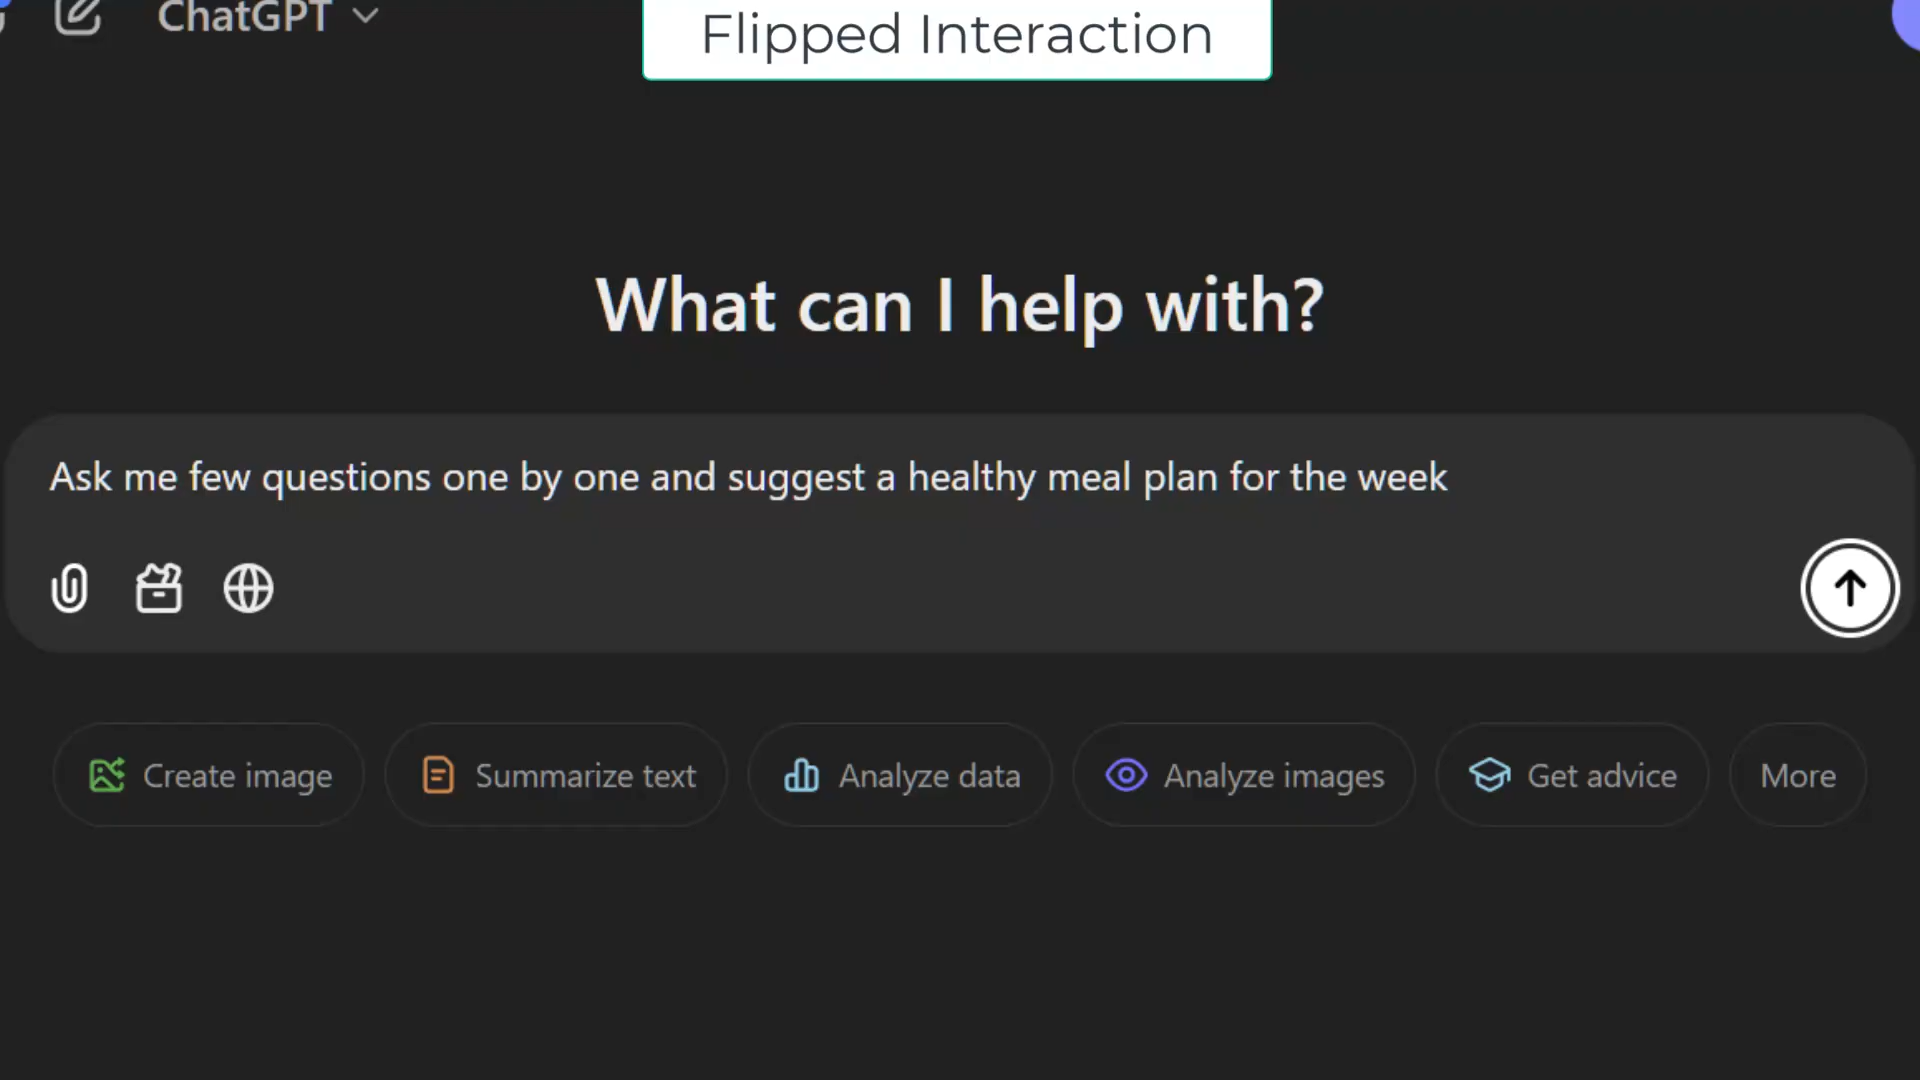 ChatGPT
Flipped Interaction
What can I help with?
Ask me few questions one by one and suggest a healthy meal plan for the week
Create image
Summarize text
Analyze data
Analyze images
Get advice
More